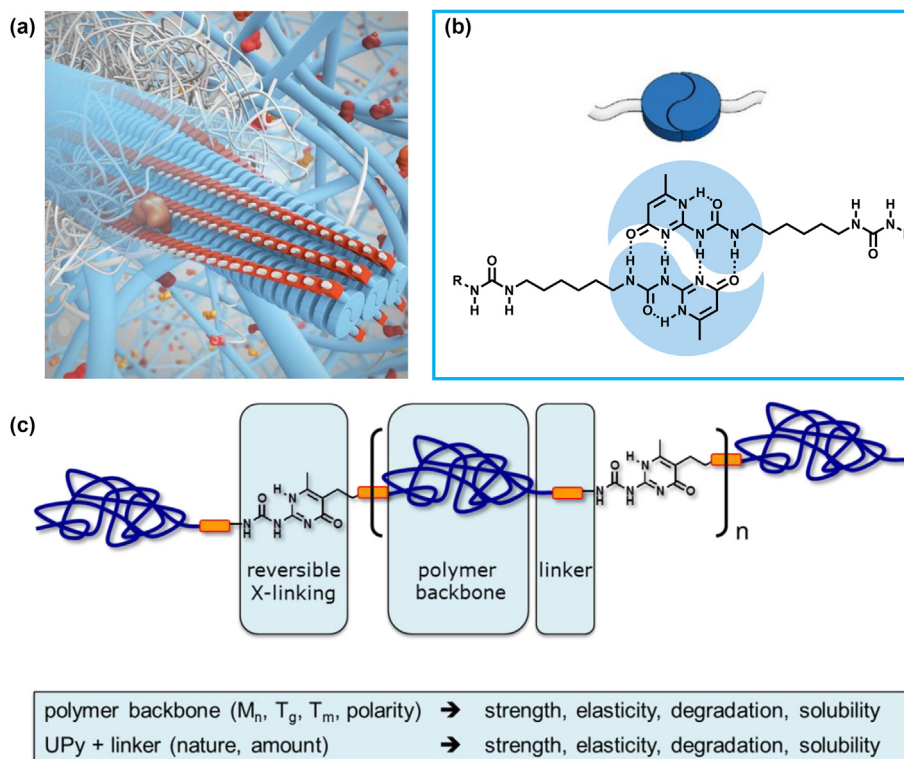 (a)
(b)
H
N
N
O
O
N
N
N
H
H
H
N
O
N
H
R
H
O
N
R
N
H
N
H
O
H
N
H
N
H
N
N
O
H
N
(c)
O
N
H
N
H
H
N
N
O
O
N
H
N
H
H
N
N
O
n
reversible
X-linking
polymer
backbone
linker
polymer backbone (Mn, Tg, Tm, polarity) → strength, elasticity, degradation, solubility
UPy + linker (nature, amount) → strength, elasticity, degradation, solubility